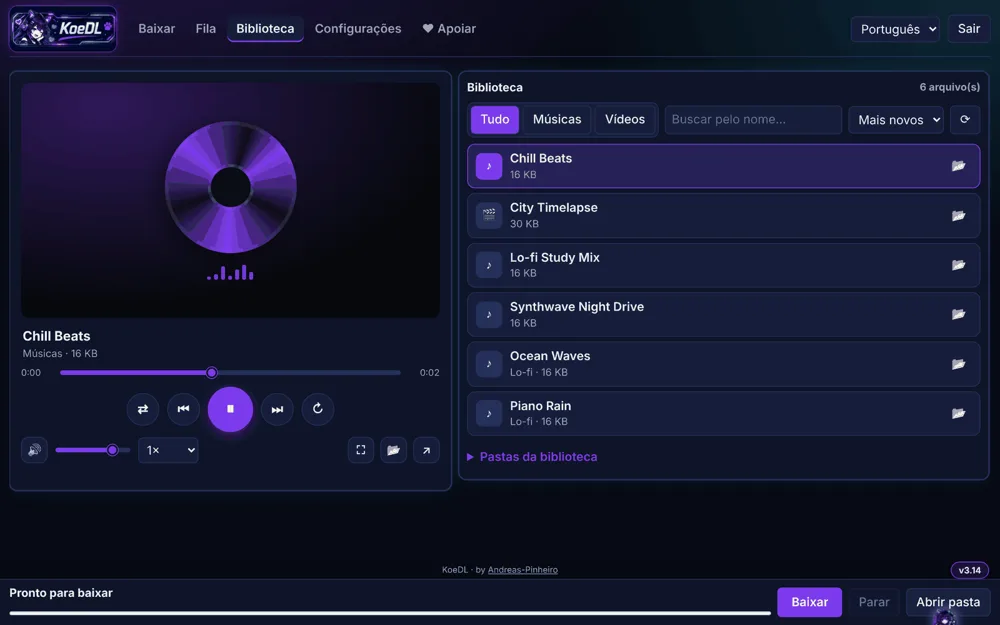 KoeDL
Baixar
Fila
Biblioteca
Configurações
♥ Apoiar
Português
Sair
Biblioteca
6 arquivo(s)
Tudo
Músicas
Vídeos
Buscar pelo nome...
Mais novos
Chill Beats
16 KB
City Timelapse
30 KB
Lo-fi Study Mix
16 KB
Synthwave Night Drive
16 KB
Ocean Waves
Lo-fi · 16 KB
Piano Rain
Lo-fi · 16 KB
Pastas da biblioteca
Chill Beats
Músicas · 16 KB
0:00
0:02
1×
KoeDL · by Andreas-Pinheiro
v3.14
Pronto para baixar
Baixar
Parar
Abrir pasta